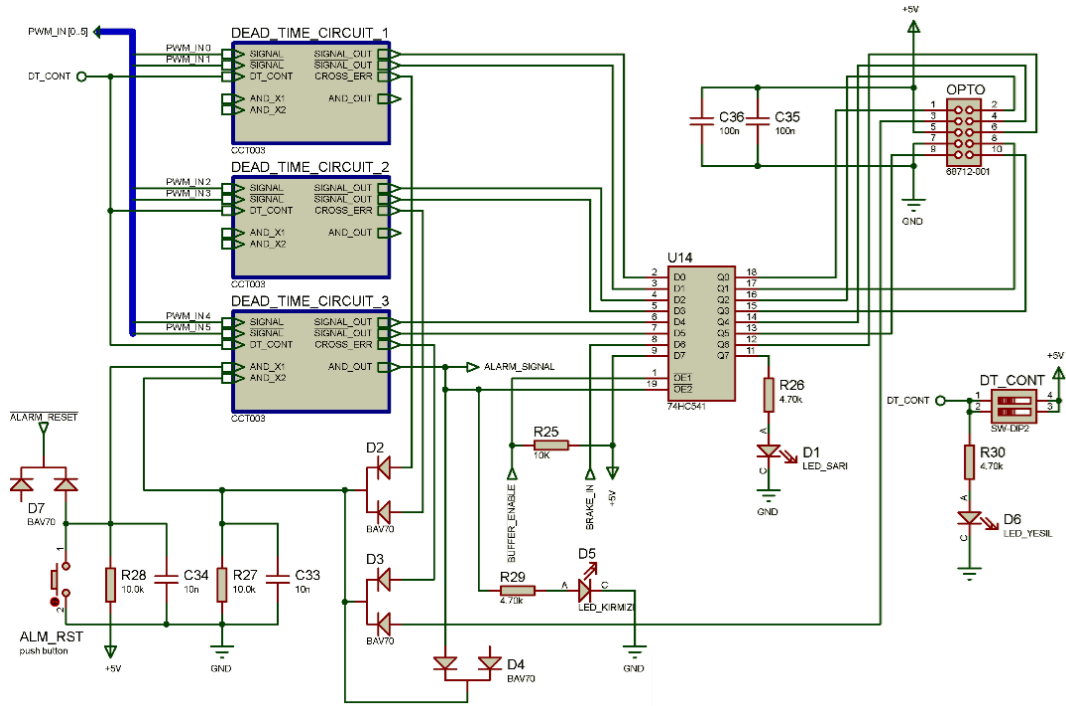 PWM_IN[0..5]
DT_CONT
DEAD_TIME_CIRCUIT_1
PWM_IN0
PWM_IN1
SIGNAL SIGNAL_OUT
SIGNAL SIGNAL_OUT
DT_CONT CROSS_ERR
AND_X1 AND_OUT
AND_X2
CCT003
DEAD_TIME_CIRCUIT_2
PWM_IN2
PWM_IN3
SIGNAL SIGNAL_OUT
SIGNAL SIGNAL_OUT
DT_CONT CROSS_ERR
AND_X1 AND_OUT
AND_X2
CCT003
DEAD_TIME_CIRCUIT_3
PWM_IN4
PWM_IN5
SIGNAL SIGNAL_OUT
SIGNAL SIGNAL_OUT
DT_CONT CROSS_ERR
AND_X1 AND_OUT
AND_X2
CCT003
ALARM_SIGNAL
+5V
C36
100n
C35
100n
OPTO
1 2
3 4
5 6
7 8
9 10
68712-001
GND
U14
2 D0 Q0 18
3 D1 Q1 17
4 D2 Q2 16
5 D3 Q3 15
6 D4 Q4 14
7 D5 Q5 13
8 D6 Q6 12
9 D7 Q7 11
1 OE1
19 OE2
74HC541
R26
4.70k
A
D1
C
LED_SARI
GND
+5V
DT_CONT
DT_CONT
1 4
2 3
SW-DIP2
R30
4.70k
A
D6
C
LED_YESIL
ALARM_RESET
D7
BAV70
1
2
ALM_RST
push button
R28
10.0k
C34
10n
+5V
R27
10.0k
C33
10n
GND
D2
BAV70
D3
BAV70
R25
10K
BUFFER_ENABLE
BRAKE_IN
+5V
R29
4.70k
D5
A C
LED_KIRMIZI
GND
D4
BAV70